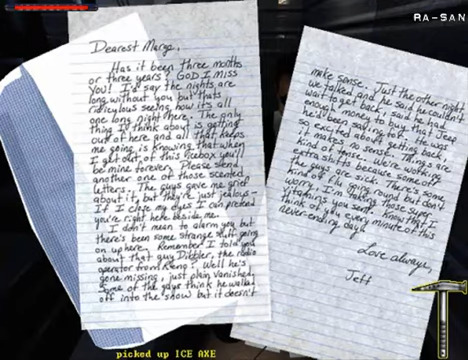 RA-SAN
Dearest Marge,
Has it been three months
or three years? GOD I MISS
YOU! I'd say the nights are
long without you but thats
ridiculous seeing how it's all
one long night here. The only
thing I think about is getting
out of here and all that keeps
me going is knowing that when
I get out of this icebox you'll
be mine forever. Please send
another one of those scented
letters. The guys gave me grief
about it, but they're just jealous-
If I close my eyes I can pretend
you're right here beside me.
I don't mean to alarm you but
there's been some strange stuff going
on up here. Remember I told you
about that guy Dibbler, the radio
operator from Reno? Well he's
gone missing, just plain vanished.
Some of the guys think he walked
off into the snow but it doesn't
make sense. Just the other night
we talked and he said he couldn't
wait to get back, said he had
enough money to buy that Jeep
he'd been saving for. He was
so excited about getting back,
it makes no sense. Things are
kind of tense. We're working
extra shifts because some of
the guys are sick. There's some
kind of flu going round but don't
worry, I'm taking those super
vitamins you sent. Know that I
think of you every minute of this
never-ending day.
Love always,
Jeff
picked up ICE AXE